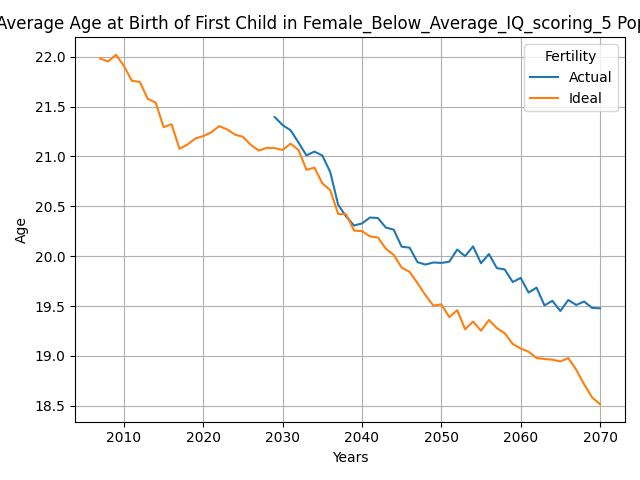 Average Age at Birth of First Child in Female_Below_Average_IQ_scoring_5
Fertility
Actual
Ideal
22.0
21.5
21.0
20.5
20.0
19.5
19.0
18.5
Age
2010 2020 2030 2040 2050 2060 2070
Years